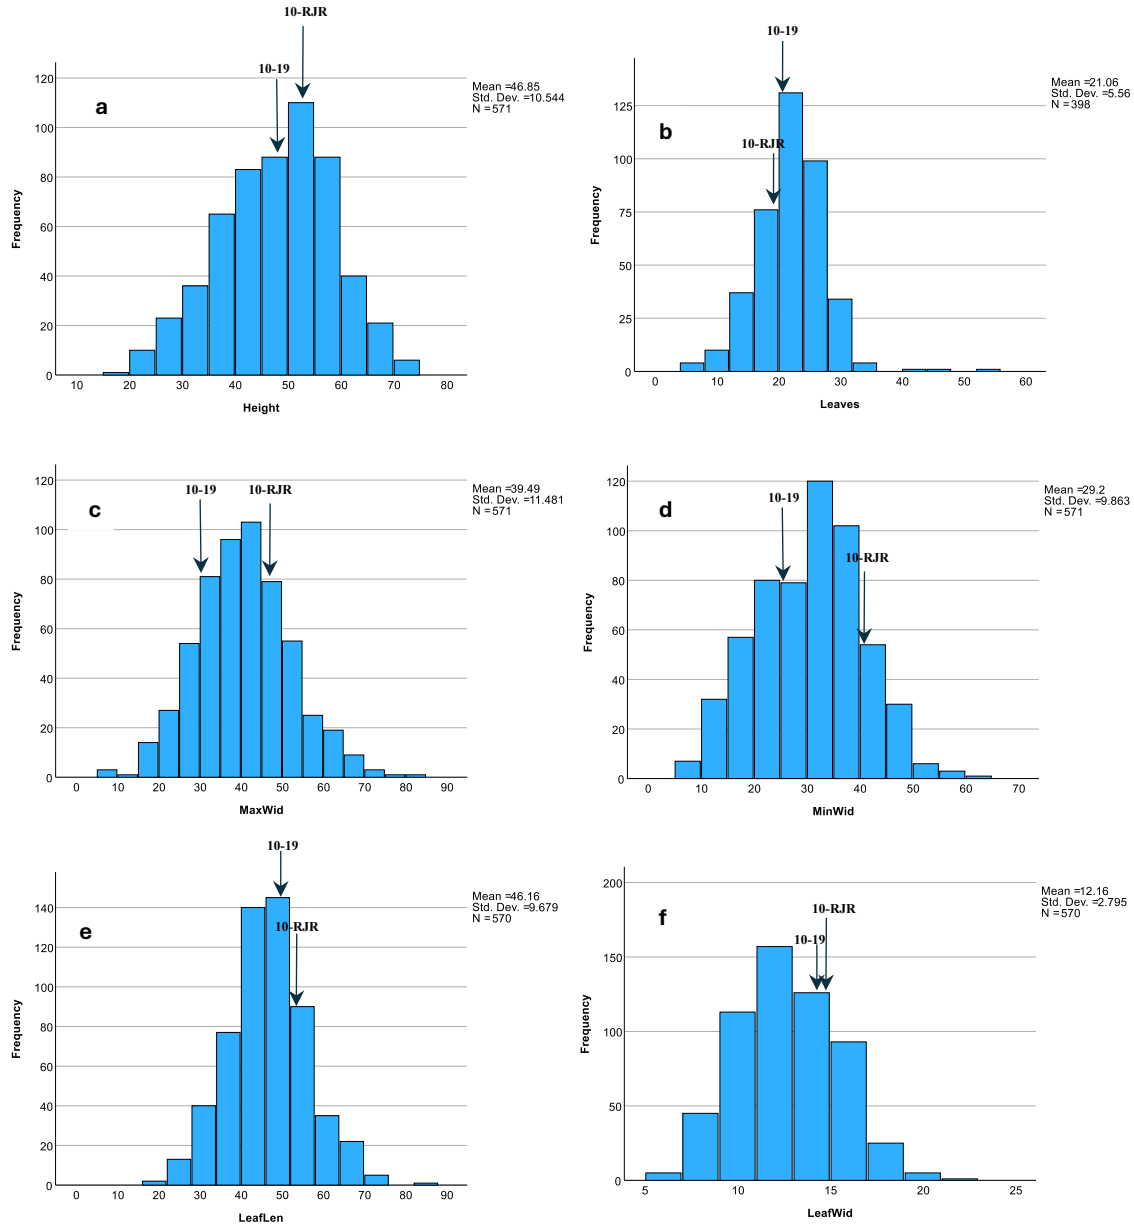 10-RJR
10-19
a
Mean =46.85
Std. Dev. =10.544
N =571
120
100
80
60
40
20
0
Frequency
10 20 30 40 50 60 70 80
Height
10-19
10-RJR
b
Mean =21.06
Std. Dev. =5.56
N =398
125
100
75
50
25
0
Frequency
0 10 20 30 40 50 60
Leaves
10-19 10-RJR
c
Mean =39.49
Std. Dev. =11.481
N =571
120
100
80
60
40
20
0
Frequency
0 10 20 30 40 50 60 70 80 90
MaxWid
10-19
10-RJR
d
Mean =29.2
Std. Dev. =9.863
N =571
120
100
80
60
40
20
0
Frequency
0 10 20 30 40 50 60 70
MinWid
10-19
10-RJR
e
Mean =46.16
Std. Dev. =9.679
N =570
140
120
100
80
60
40
20
0
Frequency
0 10 20 30 40 50 60 70 80 90
LeafLen
10-RJR
10-19
f
Mean =12.16
Std. Dev. =2.795
N =570
200
150
100
50
0
Frequency
5 10 15 20 25
LeafWid